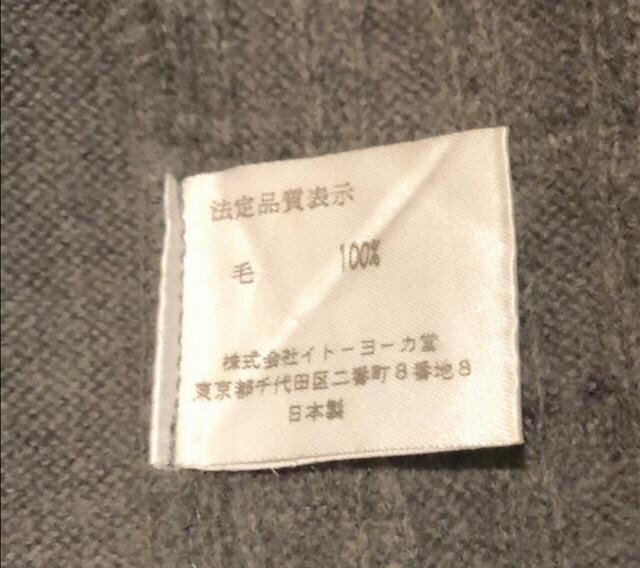 法定品質表示
毛 100%
株式会社イトーヨーカ堂
東京都千代田区二番町8番地8
日本製